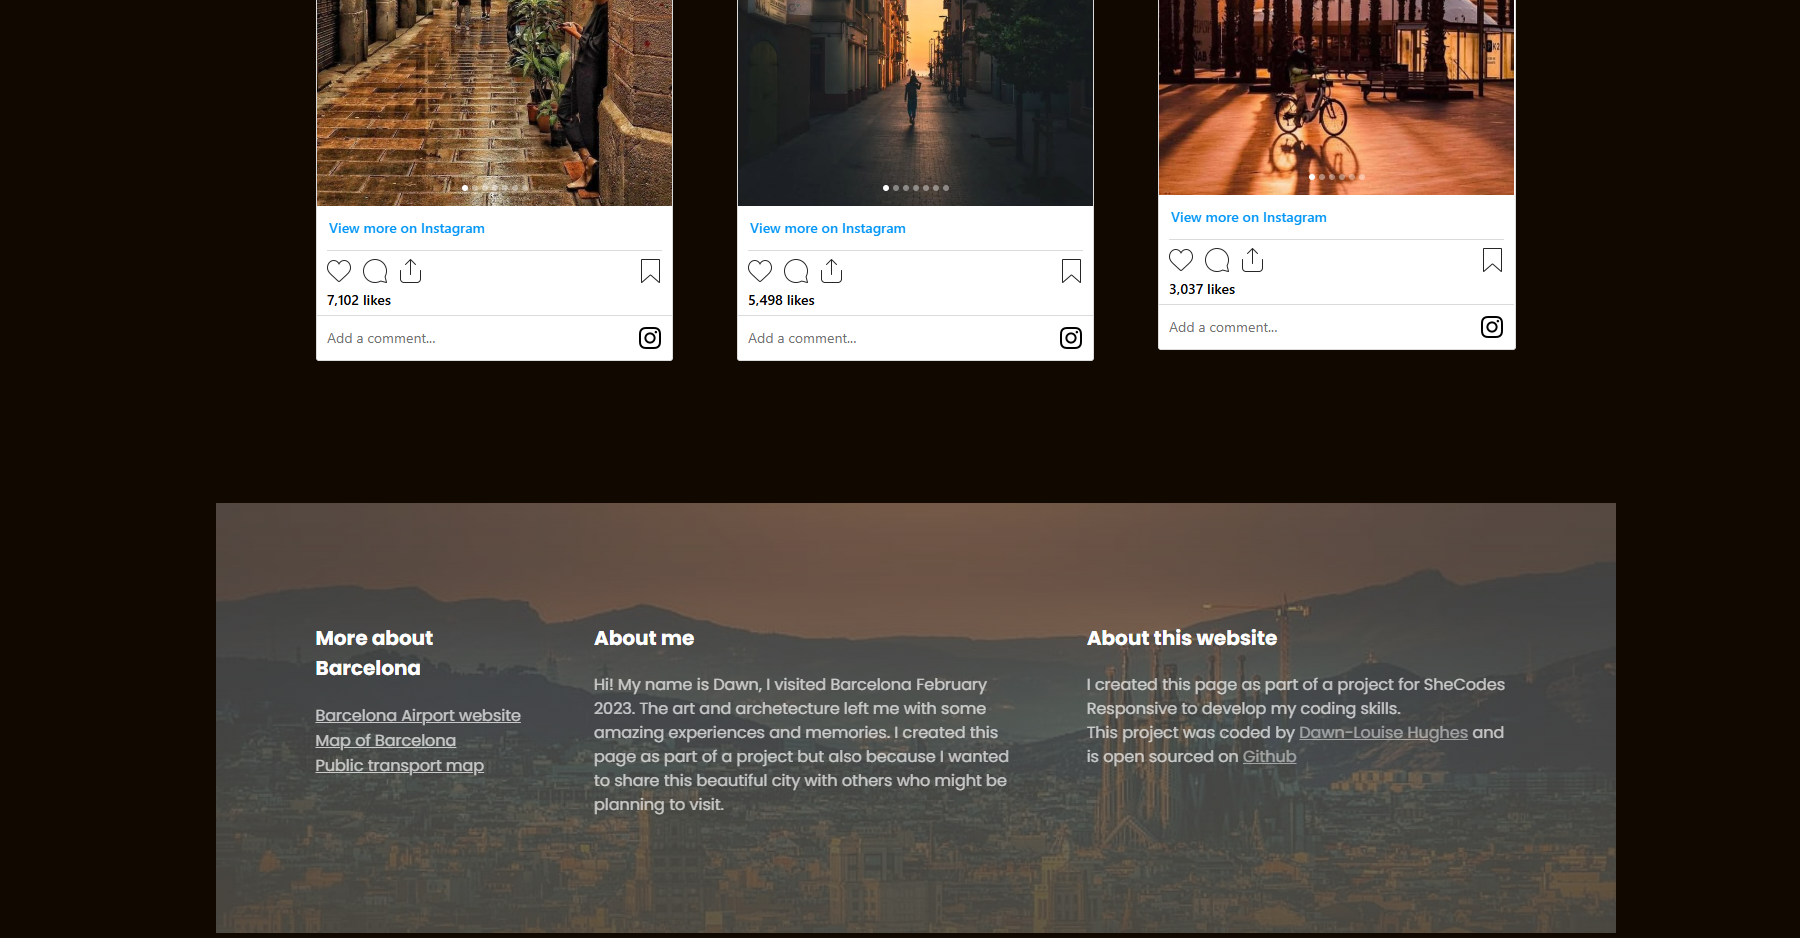 View more on Instagram
7,102 likes
Add a comment...
View more on Instagram
5,498 likes
Add a comment...
View more on Instagram
3,037 likes
Add a comment...
More about
Barcelona
Barcelona Airport website
Map of Barcelona
Public transport map
About me
Hi! My name is Dawn, I visited Barcelona February
2023. The art and archetecture left me with some
amazing experiences and memories. I created this
page as part of a project but also because I wanted
to share this beautiful city with others who might be
planning to visit.
About this website
I created this page as part of a project for SheCodes
Responsive to develop my coding skills.
This project was coded by Dawn-Louise Hughes and
is open sourced on Github